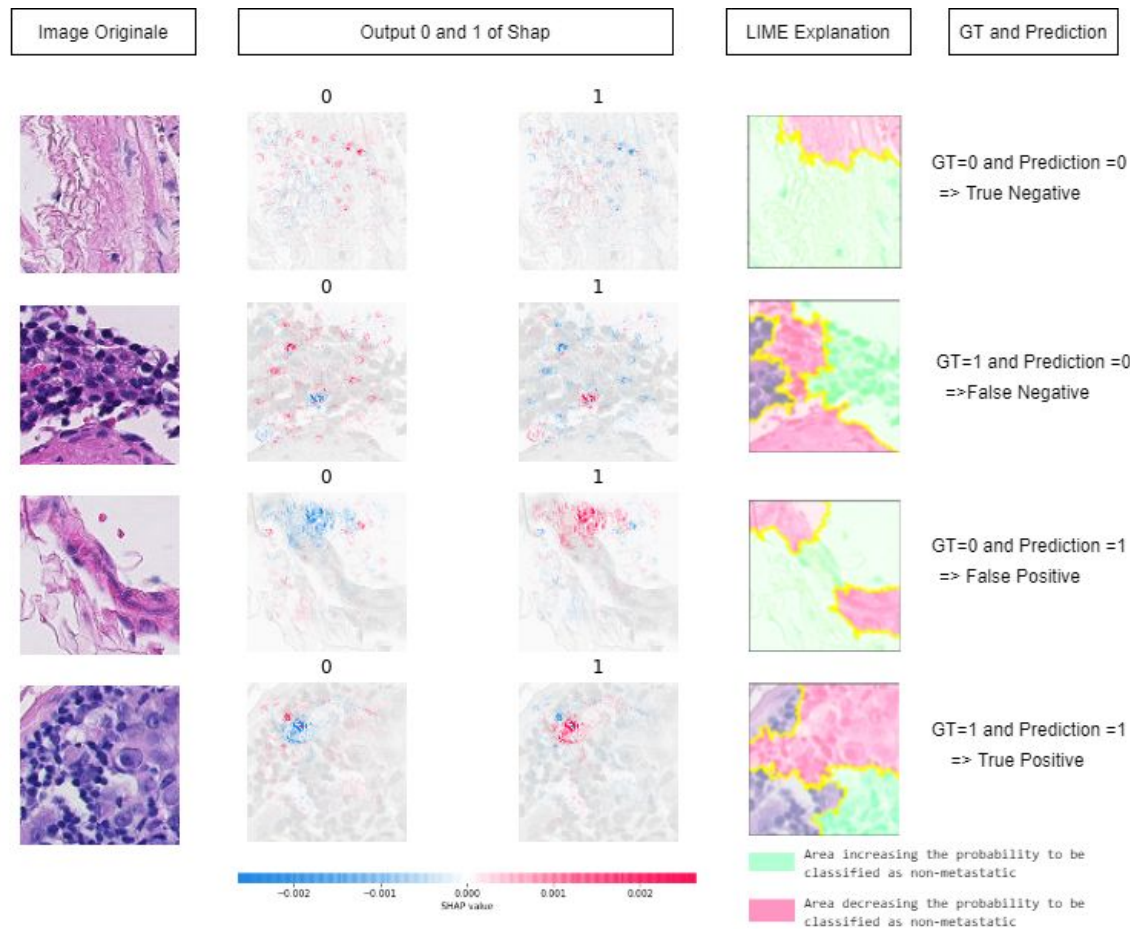 Image Originale
Output 0 and 1 of Shap
LIME Explanation
GT and Prediction
0
1
GT=0 and Prediction =0
=> True Negative
0
1
GT=1 and Prediction =0
=>False Negative
0
1
GT=0 and Prediction =1
=> False Positive
0
1
GT=1 and Prediction =1
=> True Positive
−0.002
−0.001
0.000
0.001
0.002
SHAP value
Area increasing the probability to be
classified as non-metastatic
Area decreasing the probability to be
classified as non-metastatic